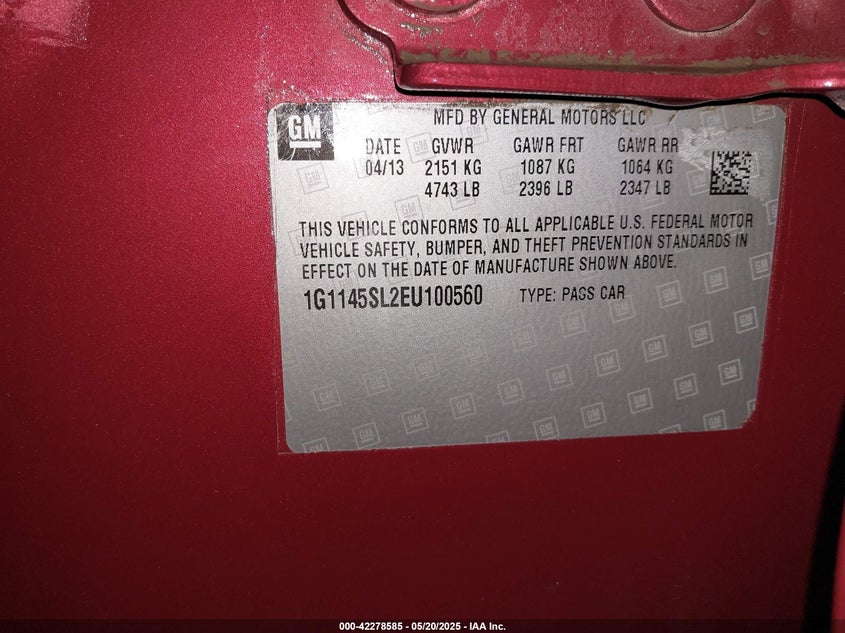 GM
MFD BY GENERAL MOTORS LLC
DATE GVWR GAWR FRT GAWR RR
04/13 2151 KG 1087 KG 1064 KG
4743 LB 2396 LB 2347 LB
THIS VEHICLE CONFORMS TO ALL APPLICABLE U.S. FEDERAL MOTOR
VEHICLE SAFETY, BUMPER, AND THEFT PREVENTION STANDARDS IN
EFFECT ON THE DATE OF MANUFACTURE SHOWN ABOVE.
1G1145SL2EU100560 TYPE: PASS CAR
000-42278585 - 05/20/2025 - IAA Inc.